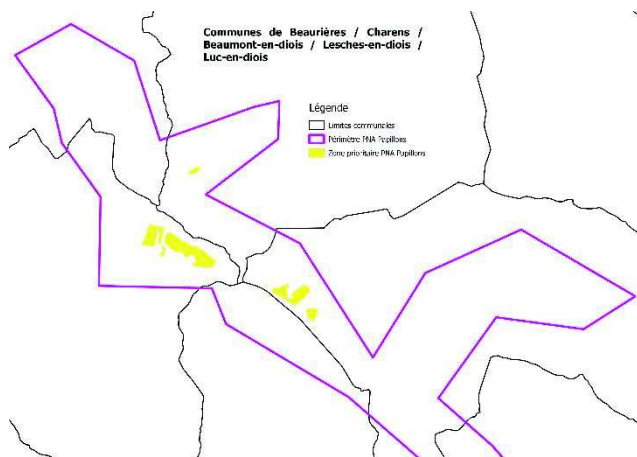 Communes de Beaurières / Charens /
Beaumont-en-diois / Lesches-en-diois /
Luc-en-diois
Légende
Limites communales
Périmètre PNA Papillons
Zone prioritaire PNA Papillons